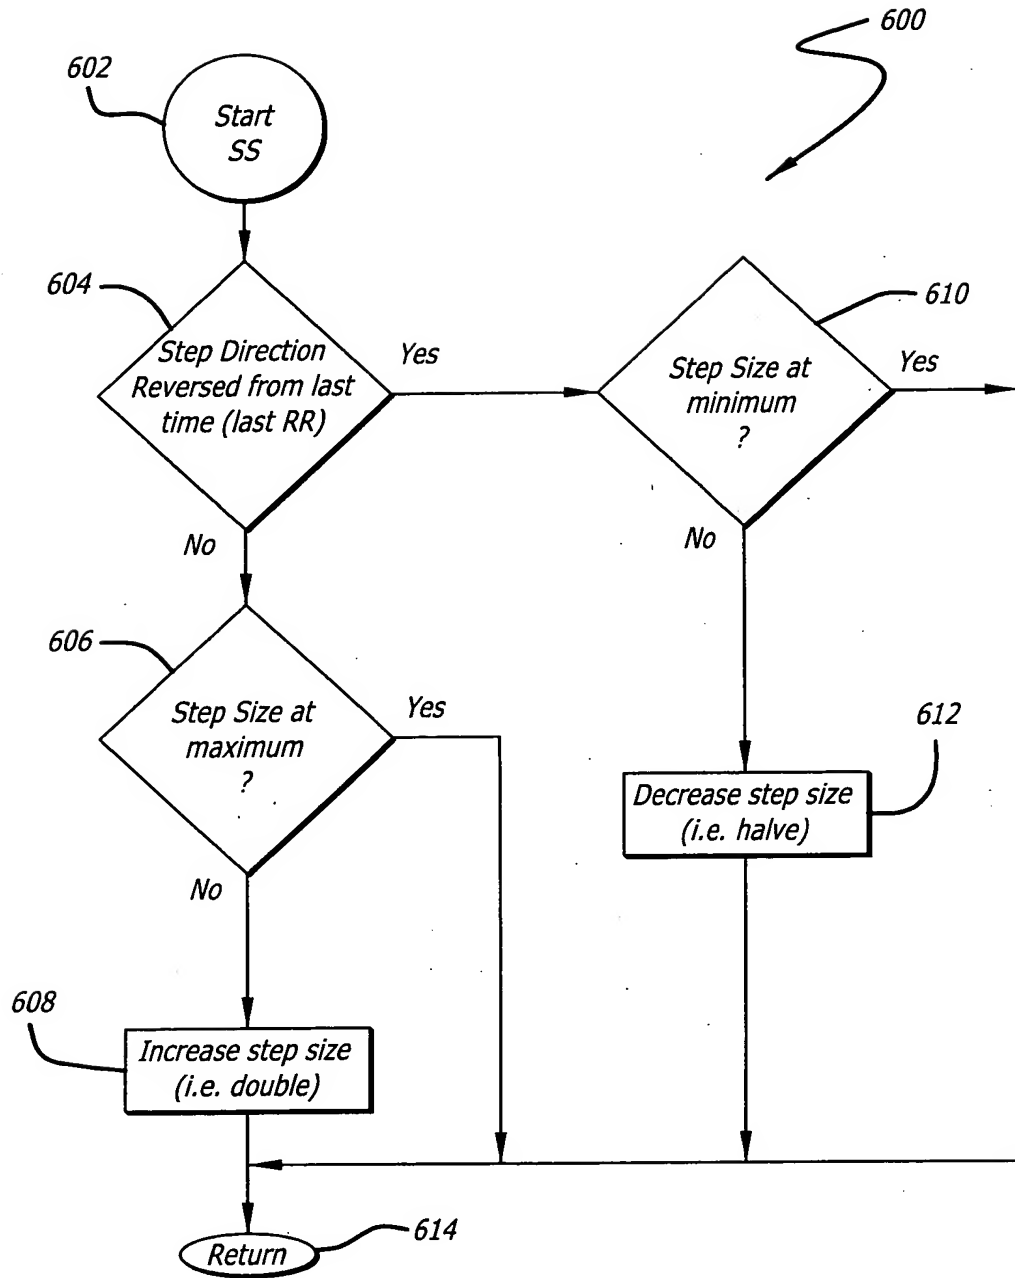 600
602
Start
SS
604
Step Direction
Reversed from last
time (last RR)
Yes
610
Step Size at
minimum
?
Yes
No
No
606
Step Size at
maximum
?
Yes
612
Decrease step size
(i.e. halve)
No
608
Increase step size
(i.e. double)
Return
614